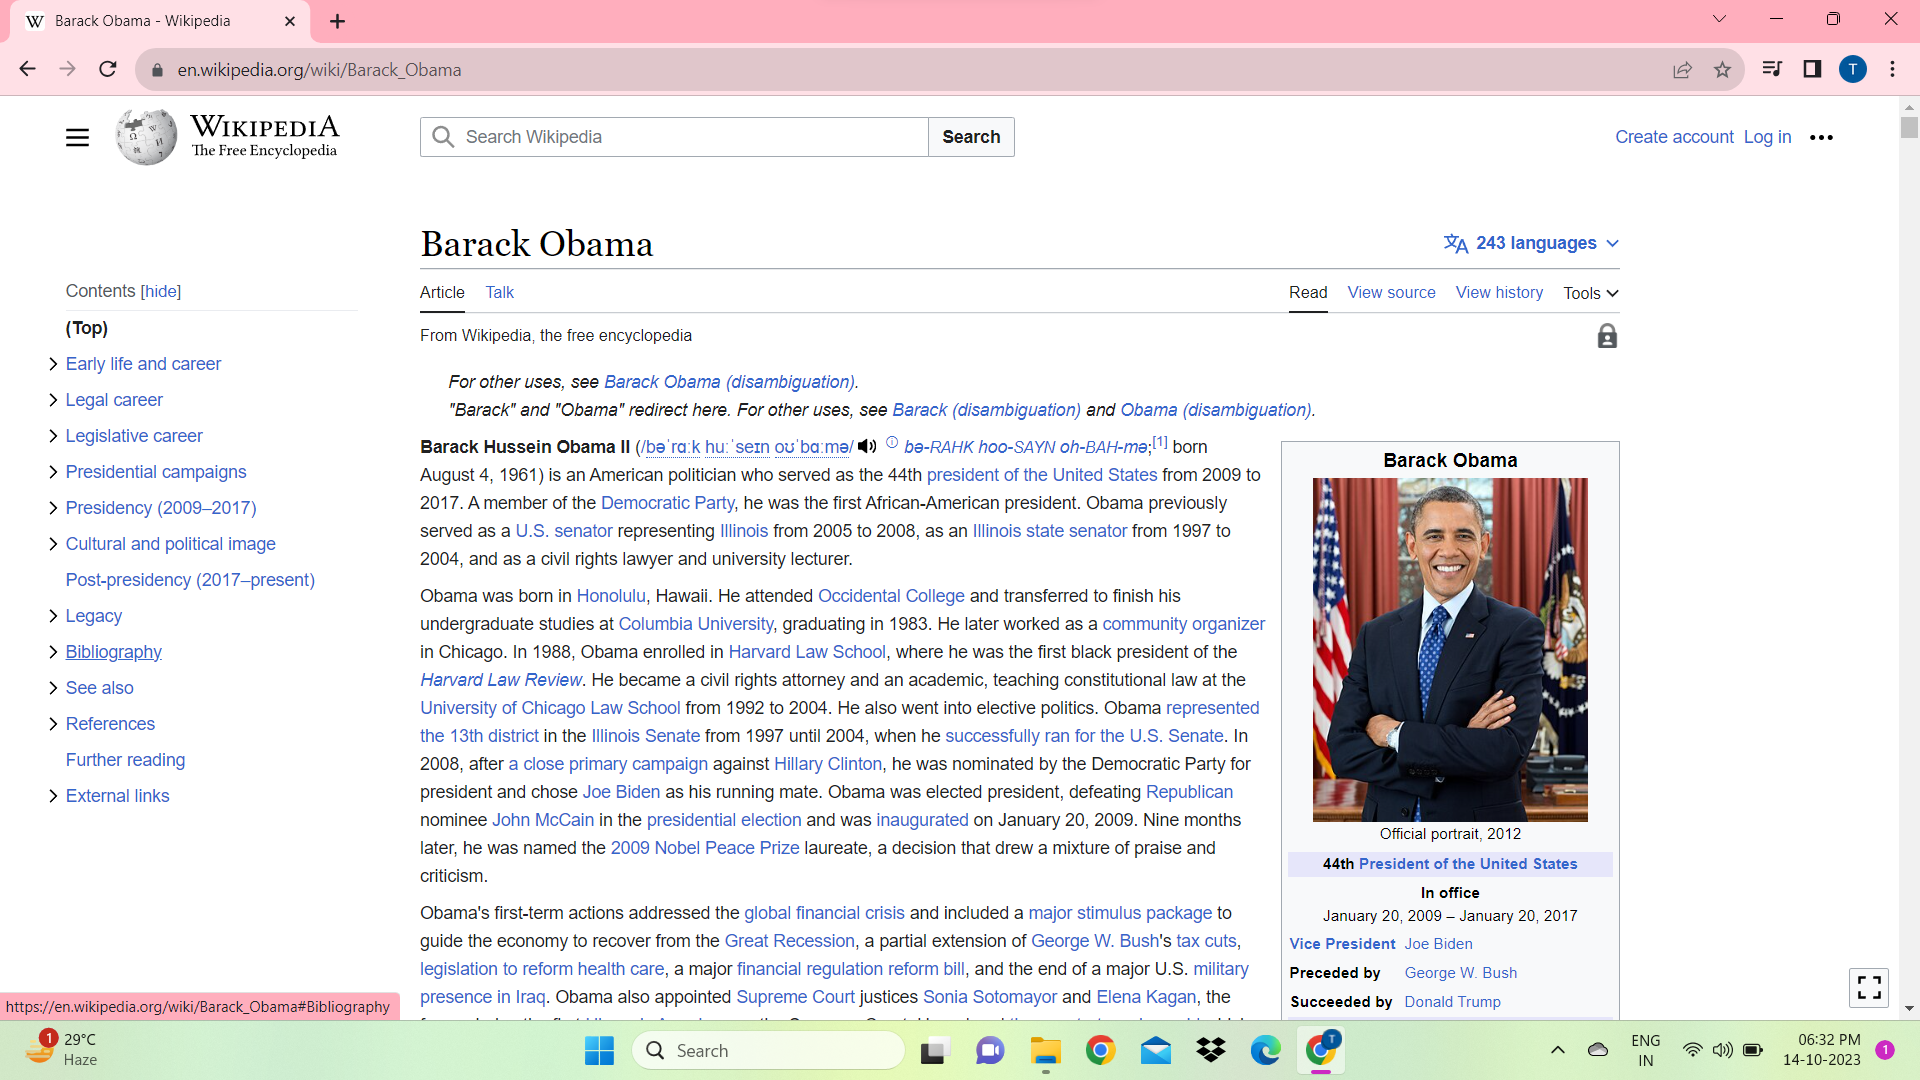 Barack Obama - Wikipedia
en.wikipedia.org/wiki/Barack_Obama
T
WIKIPEDIA
The Free Encyclopedia
Search Wikipedia
Search
Create account Log in
Barack Obama
243 languages
Contents [hide]
(Top)
Early life and career
Legal career
Legislative career
Presidential campaigns
Presidency (2009–2017)
Cultural and political image
Post-presidency (2017–present)
Legacy
Bibliography
See also
References
Further reading
External links
Article Talk
Read View source View history Tools
From Wikipedia, the free encyclopedia
For other uses, see Barack Obama (disambiguation).
"Barack" and "Obama" redirect here. For other uses, see Barack (disambiguation) and Obama (disambiguation).
Barack Hussein Obama II (/bəˈrɑːk huːˈseɪn oʊˈbɑːmə/ bə-RAHK hoo-SAYN oh-BAH-mə;[1] born
August 4, 1961) is an American politician who served as the 44th president of the United States from 2009 to
2017. A member of the Democratic Party, he was the first African-American president. Obama previously
served as a U.S. senator representing Illinois from 2005 to 2008, as an Illinois state senator from 1997 to
2004, and as a civil rights lawyer and university lecturer.
Obama was born in Honolulu, Hawaii. He attended Occidental College and transferred to finish his
undergraduate studies at Columbia University, graduating in 1983. He later worked as a community organizer
in Chicago. In 1988, Obama enrolled in Harvard Law School, where he was the first black president of the
Harvard Law Review. He became a civil rights attorney and an academic, teaching constitutional law at the
University of Chicago Law School from 1992 to 2004. He also went into elective politics. Obama represented
the 13th district in the Illinois Senate from 1997 until 2004, when he successfully ran for the U.S. Senate. In
2008, after a close primary campaign against Hillary Clinton, he was nominated by the Democratic Party for
president and chose Joe Biden as his running mate. Obama was elected president, defeating Republican
nominee John McCain in the presidential election and was inaugurated on January 20, 2009. Nine months
later, he was named the 2009 Nobel Peace Prize laureate, a decision that drew a mixture of praise and
criticism.
Obama's first-term actions addressed the global financial crisis and included a major stimulus package to
guide the economy to recover from the Great Recession, a partial extension of George W. Bush's tax cuts,
legislation to reform health care, a major financial regulation reform bill, and the end of a major U.S. military
presence in Iraq. Obama also appointed Supreme Court justices Sonia Sotomayor and Elena Kagan, the
Barack Obama
Official portrait, 2012
44th President of the United States
In office
January 20, 2009 – January 20, 2017
Vice President Joe Biden
Preceded by George W. Bush
Succeeded by Donald Trump
https://en.wikipedia.org/wiki/Barack_Obama#Bibliography
1
29°C
Haze
Search
T
ENG
IN
06:32 PM
14-10-2023
1